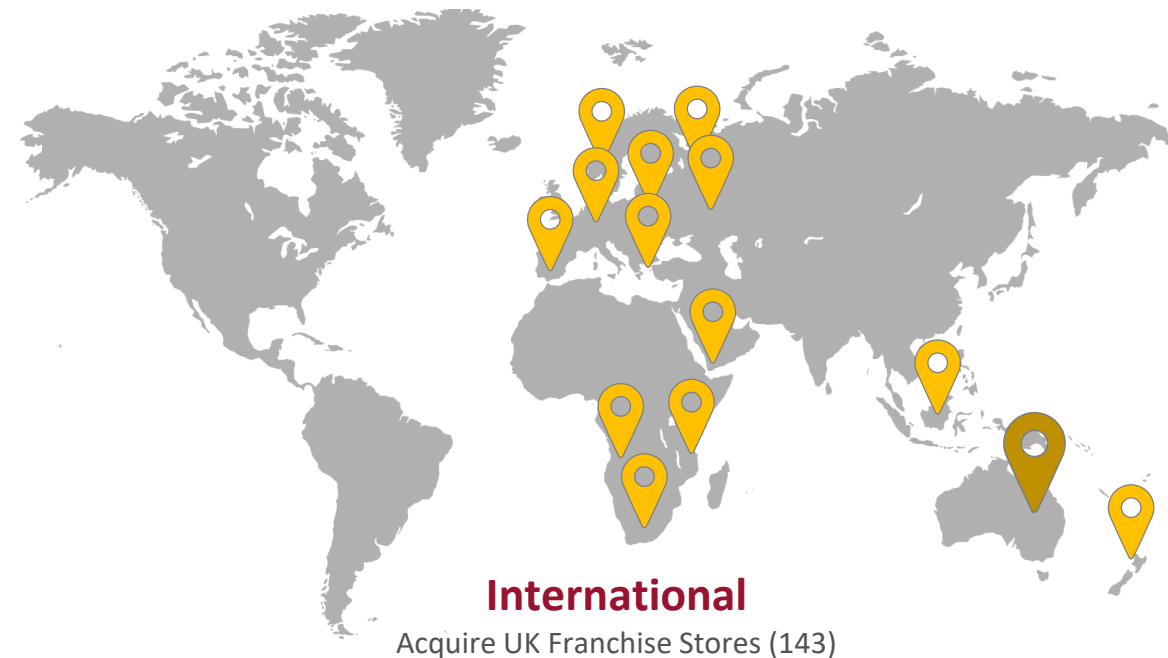 International
Acquire UK Franchise Stores (143)